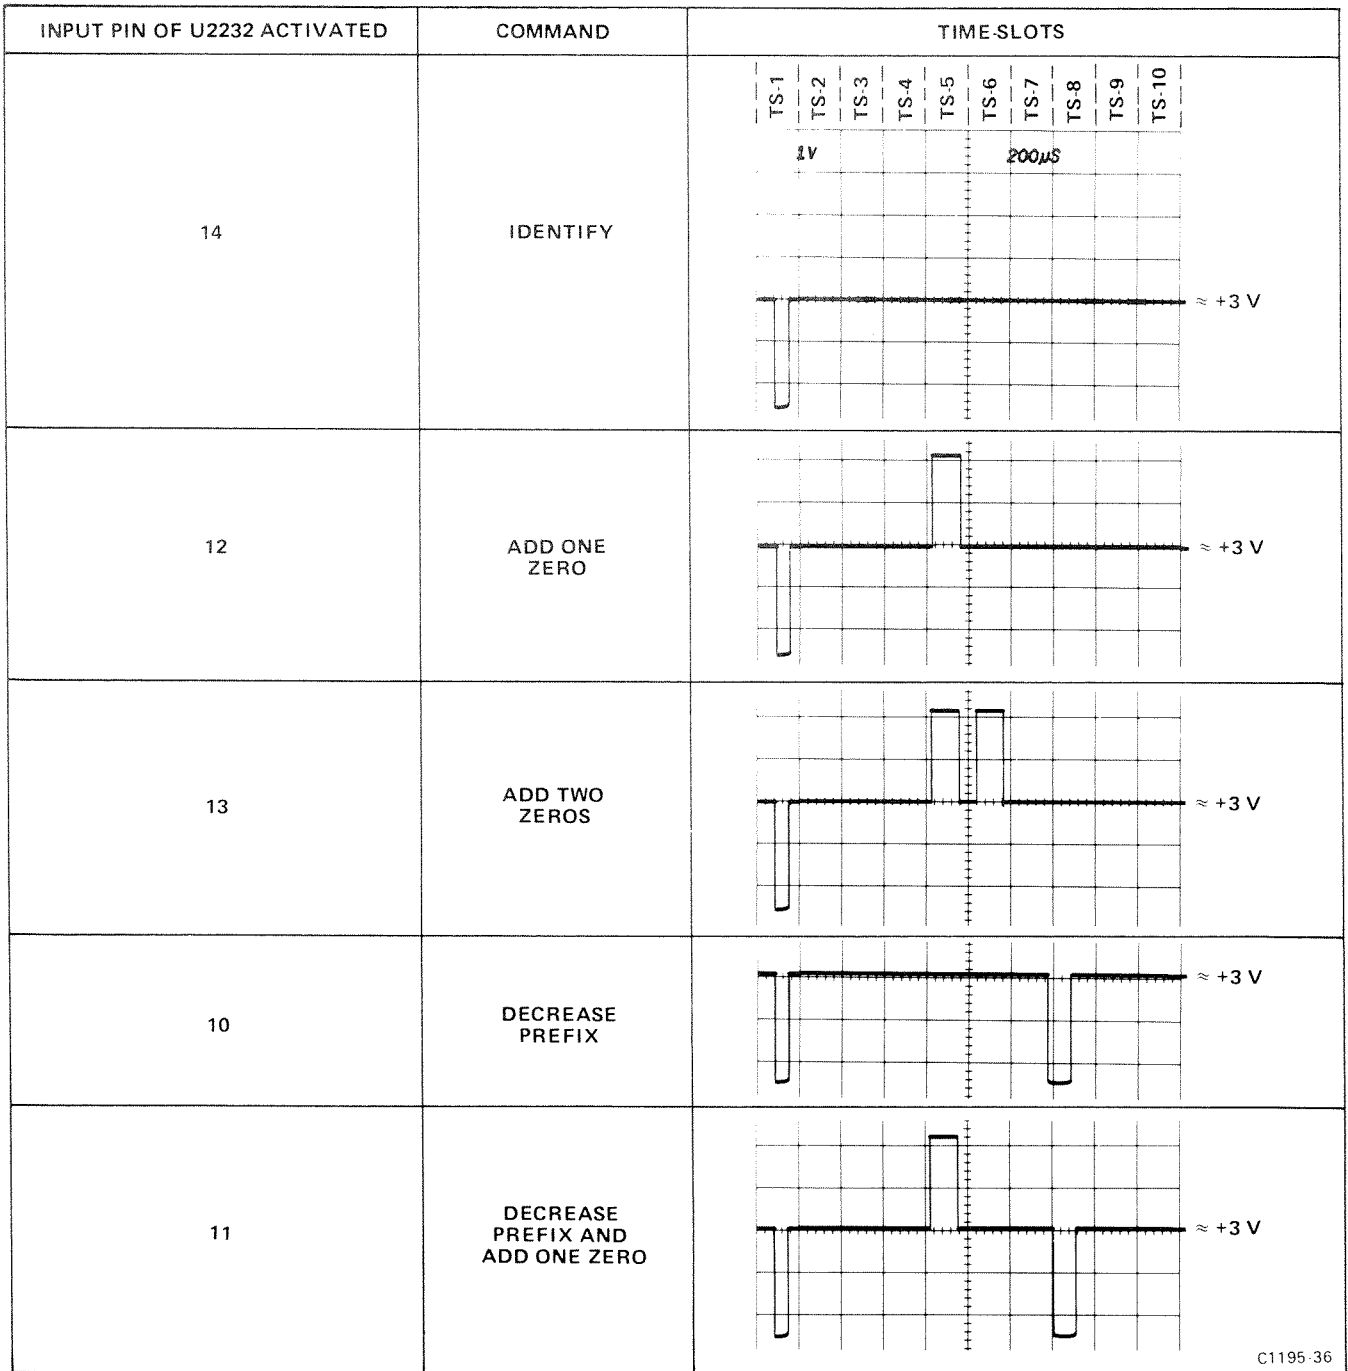 INPUT PIN OF U2232 ACTIVATED
COMMAND
TIME-SLOTS
TS-1
TS-2
TS-3
TS-4
TS-5
TS-6
TS-7
TS-8
TS-9
TS-10
1V
200μS
14
IDENTIFY
≈ +3 V
12
ADD ONE
ZERO
≈ +3 V
13
ADD TWO
ZEROS
≈ +3 V
10
DECREASE
PREFIX
≈ +3 V
11
DECREASE
PREFIX AND
ADD ONE ZERO
≈ +3 V
C1195-36